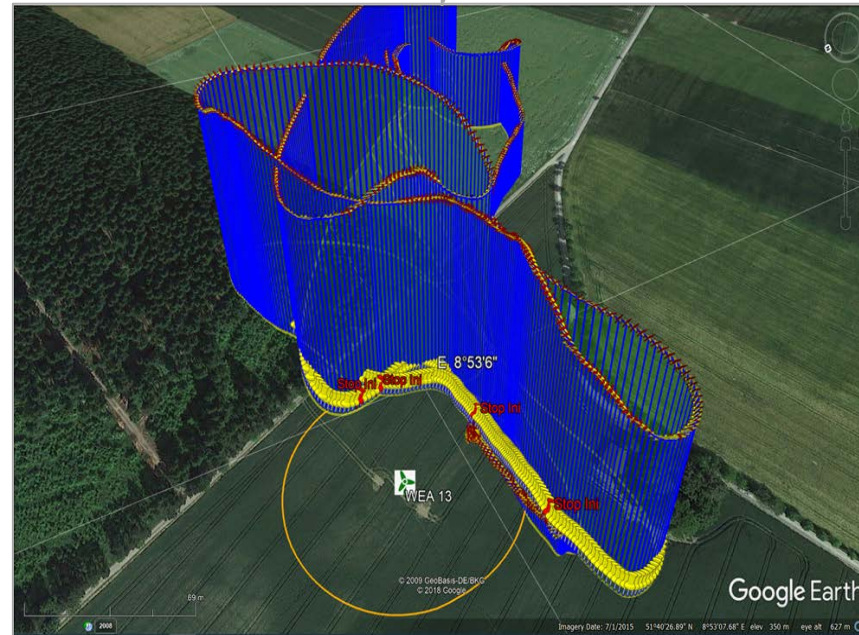 E 8°53'6"
Stop Ini
Stop Ini
Stop Ini
WEA 13
Stop Ini
© 2009 GeoBasis-DE/BKG
© 2018 Google
Google Earth
69 m
2008
Imagery Date: 7/1/2015 51°40'26.89" N 8°53'07.68" E elev 350 m eye alt 627 m